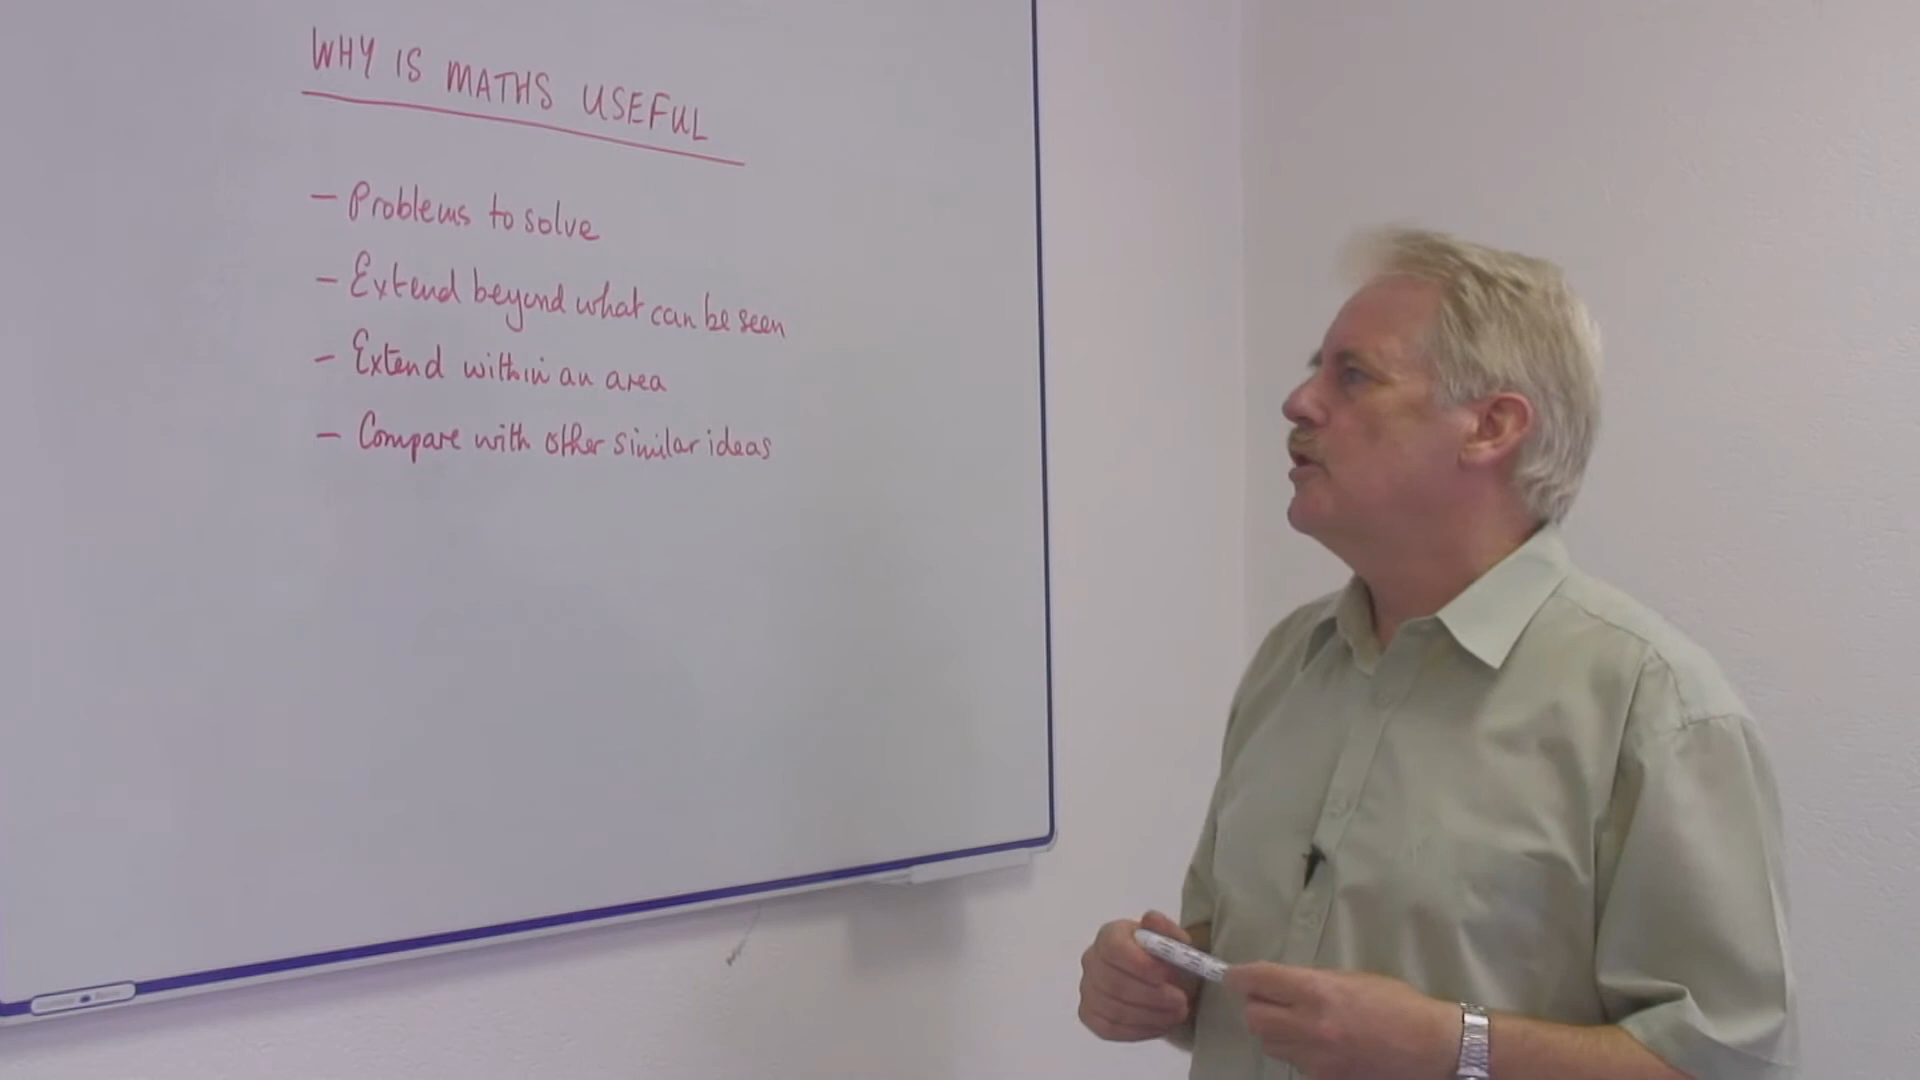 WHY IS MATHS USEFUL
– Problems to solve
– Extend beyond what can be seen
– Extend within an area
– Compare with other similar ideas